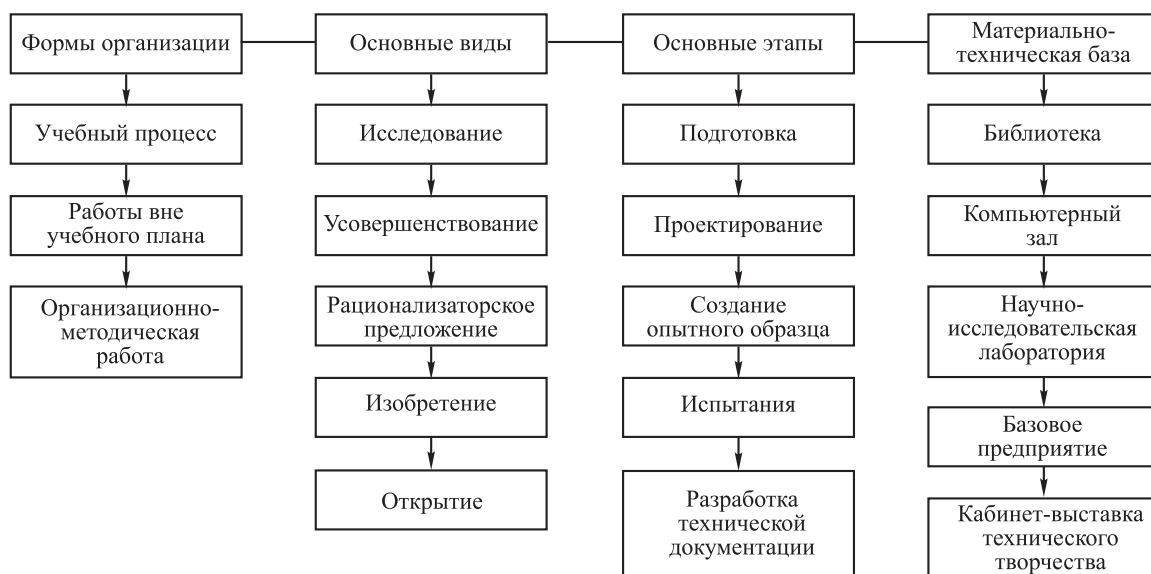 Формы организации
Учебный процесс
Работы вне
учебного плана
Организационно-
методическая
работа
Основные виды
Исследование
Усовершенствование
Рационализаторское
предложение
Изобретение
Открытие
Основные этапы
Подготовка
Проектирование
Создание
опытного образца
Испытания
Разработка
технической
документации
Материально-
техническая база
Библиотека
Компьютерный
зал
Научно-
исследовательская
лаборатория
Базовое
предприятие
Кабинет-выставка
технического
творчества